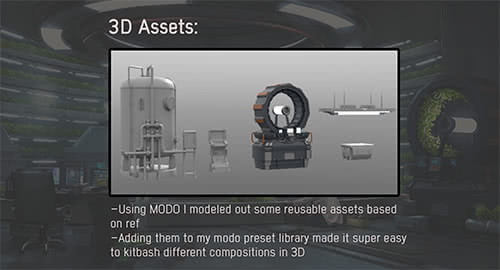 3D Assets:
-Using MODO I modeled out some reusable assets based
on ref
-Adding them to my modo preset library made it super easy
to kitbash different compositions in 3D